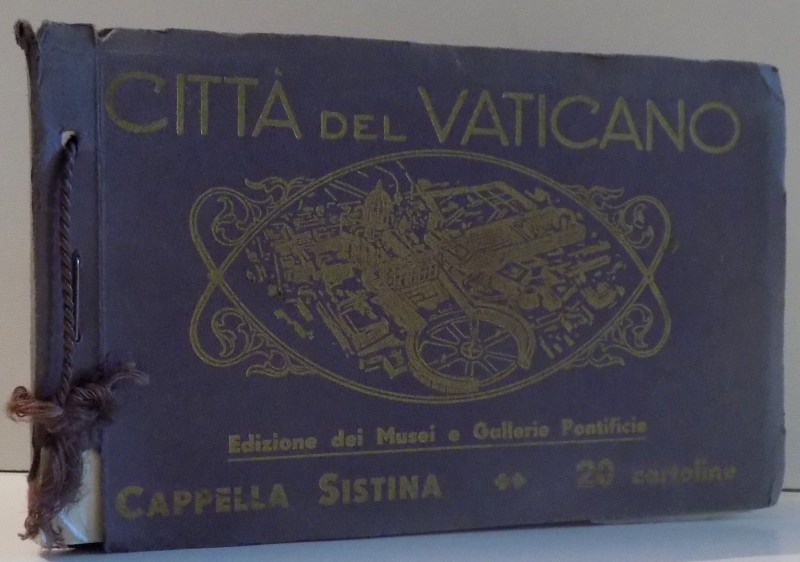 CITTÀ DEL VATICANO
Edizione dei Musei e Gallerie Pontificie
CAPPELLA SISTINA 20 cartoline